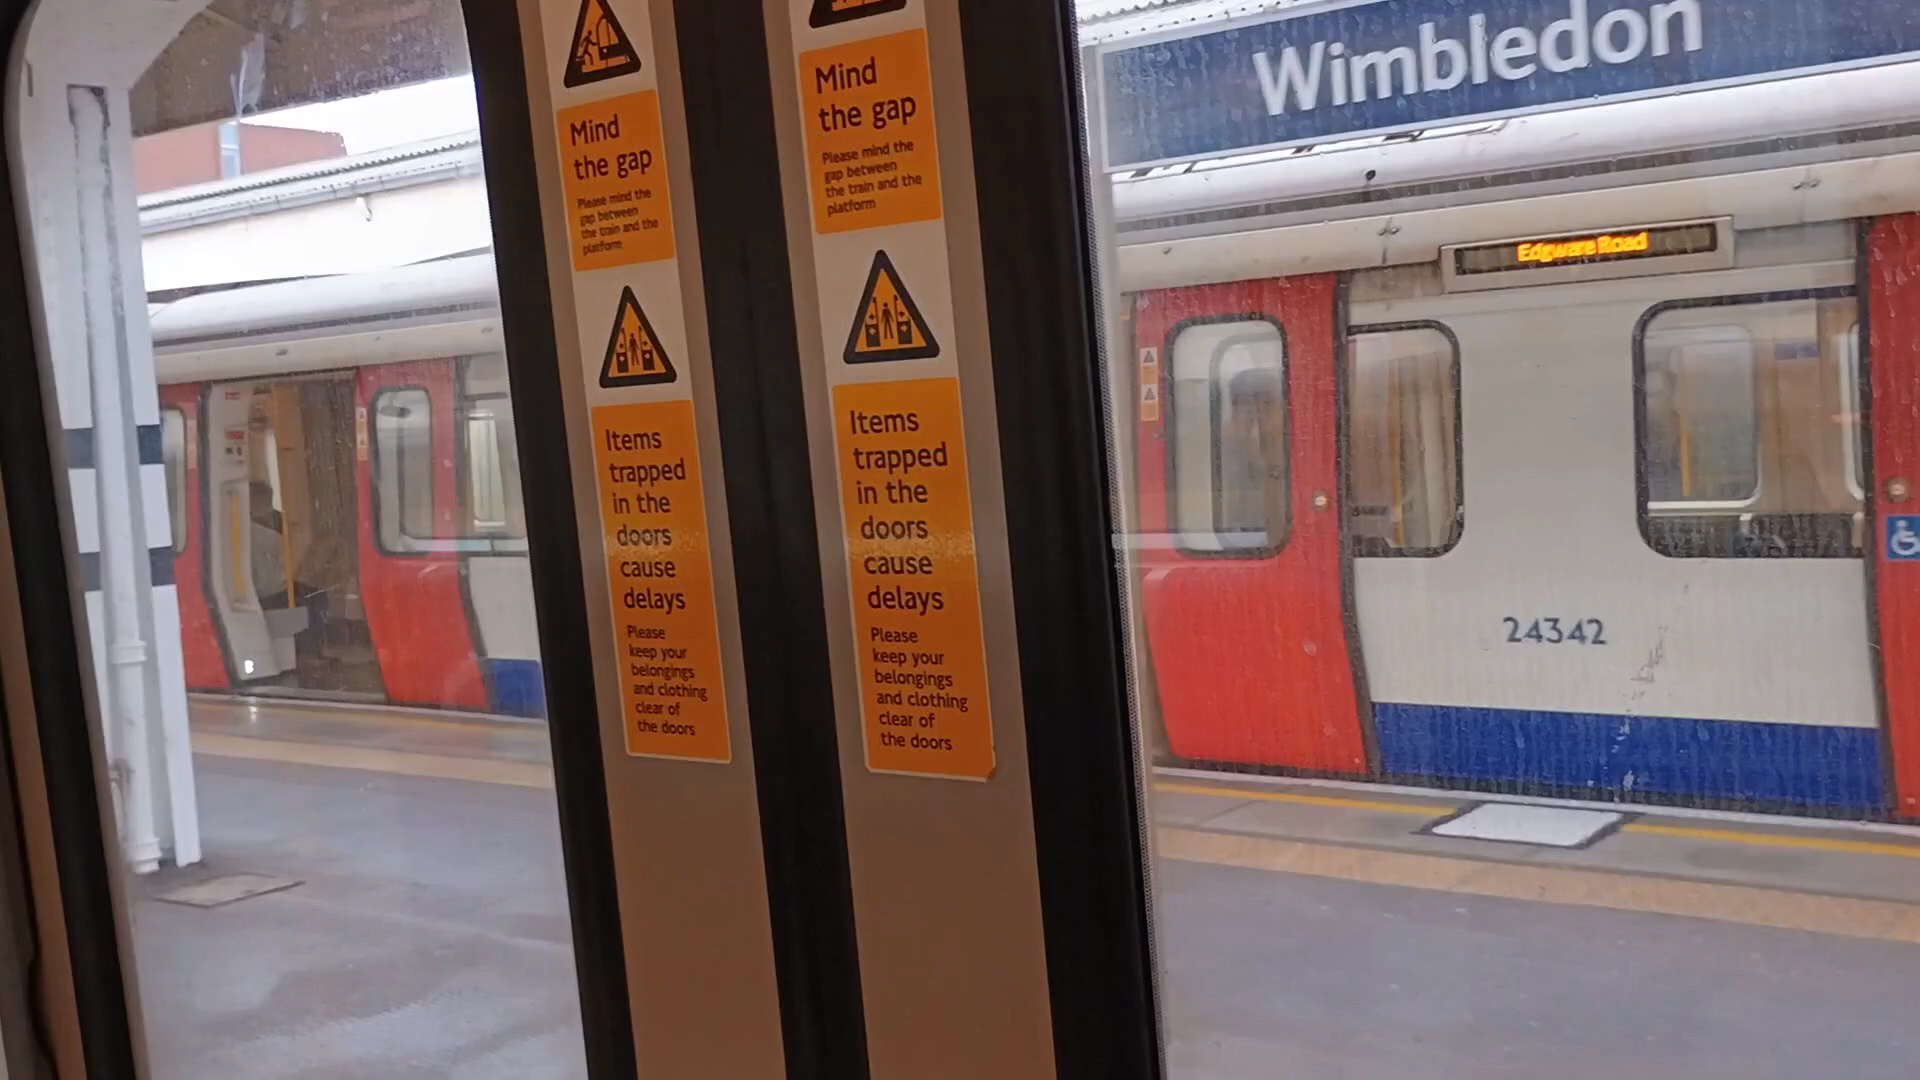 Mind
the gap
Please mind the
gap between
the train and the
platform
Items
trapped
in the
doors
cause
delays
Please
keep your
belongings
and clothing
clear of
the doors
Mind
the gap
Please mind the
gap between
the train and the
platform
Items
trapped
in the
doors
cause
delays
Please
keep your
belongings
and clothing
clear of
the doors
Wimbledon
Edgware Road
24342